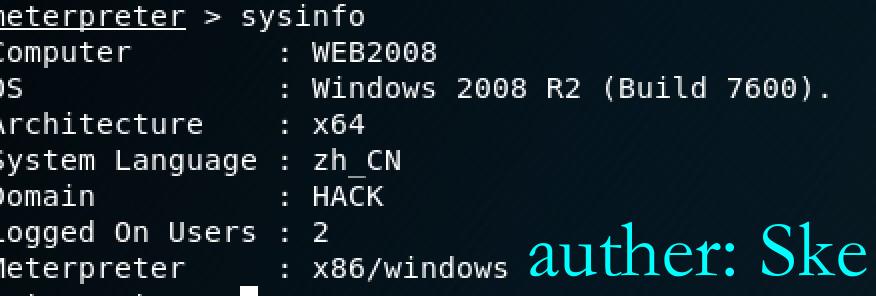 meterpreter > sysinfo
Computer : WEB2008
OS : Windows 2008 R2 (Build 7600).
Architecture : x64
System Language : zh_CN
Domain : HACK
Logged On Users : 2
Meterpreter : x86/windows
auther: Ske